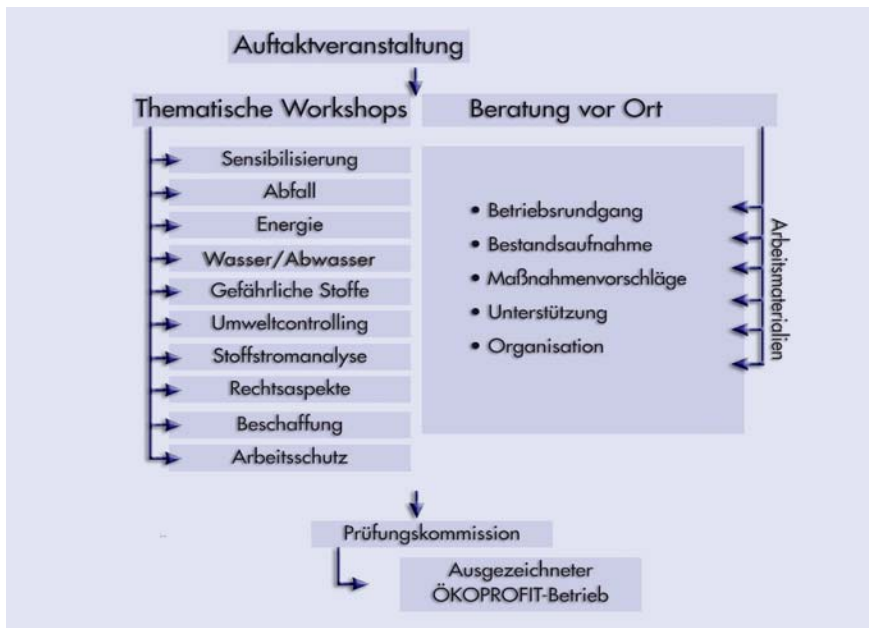 Auftaktveranstaltung
Thematische Workshops
Beratung vor Ort
Sensibilisierung
Abfall
Energie
Wasser/Abwasser
Gefährliche Stoffe
Umweltcontrolling
Stoffstromanalyse
Rechtsaspekte
Beschaffung
Arbeitsschutz
• Betriebsrundgang
• Bestandsaufnahme
• Maßnahmenvorschläge
• Unterstützung
• Organisation
Arbeitsmaterialien
Prüfungskommission
Ausgezeichneter
ÖKOPROFIT-Betrieb